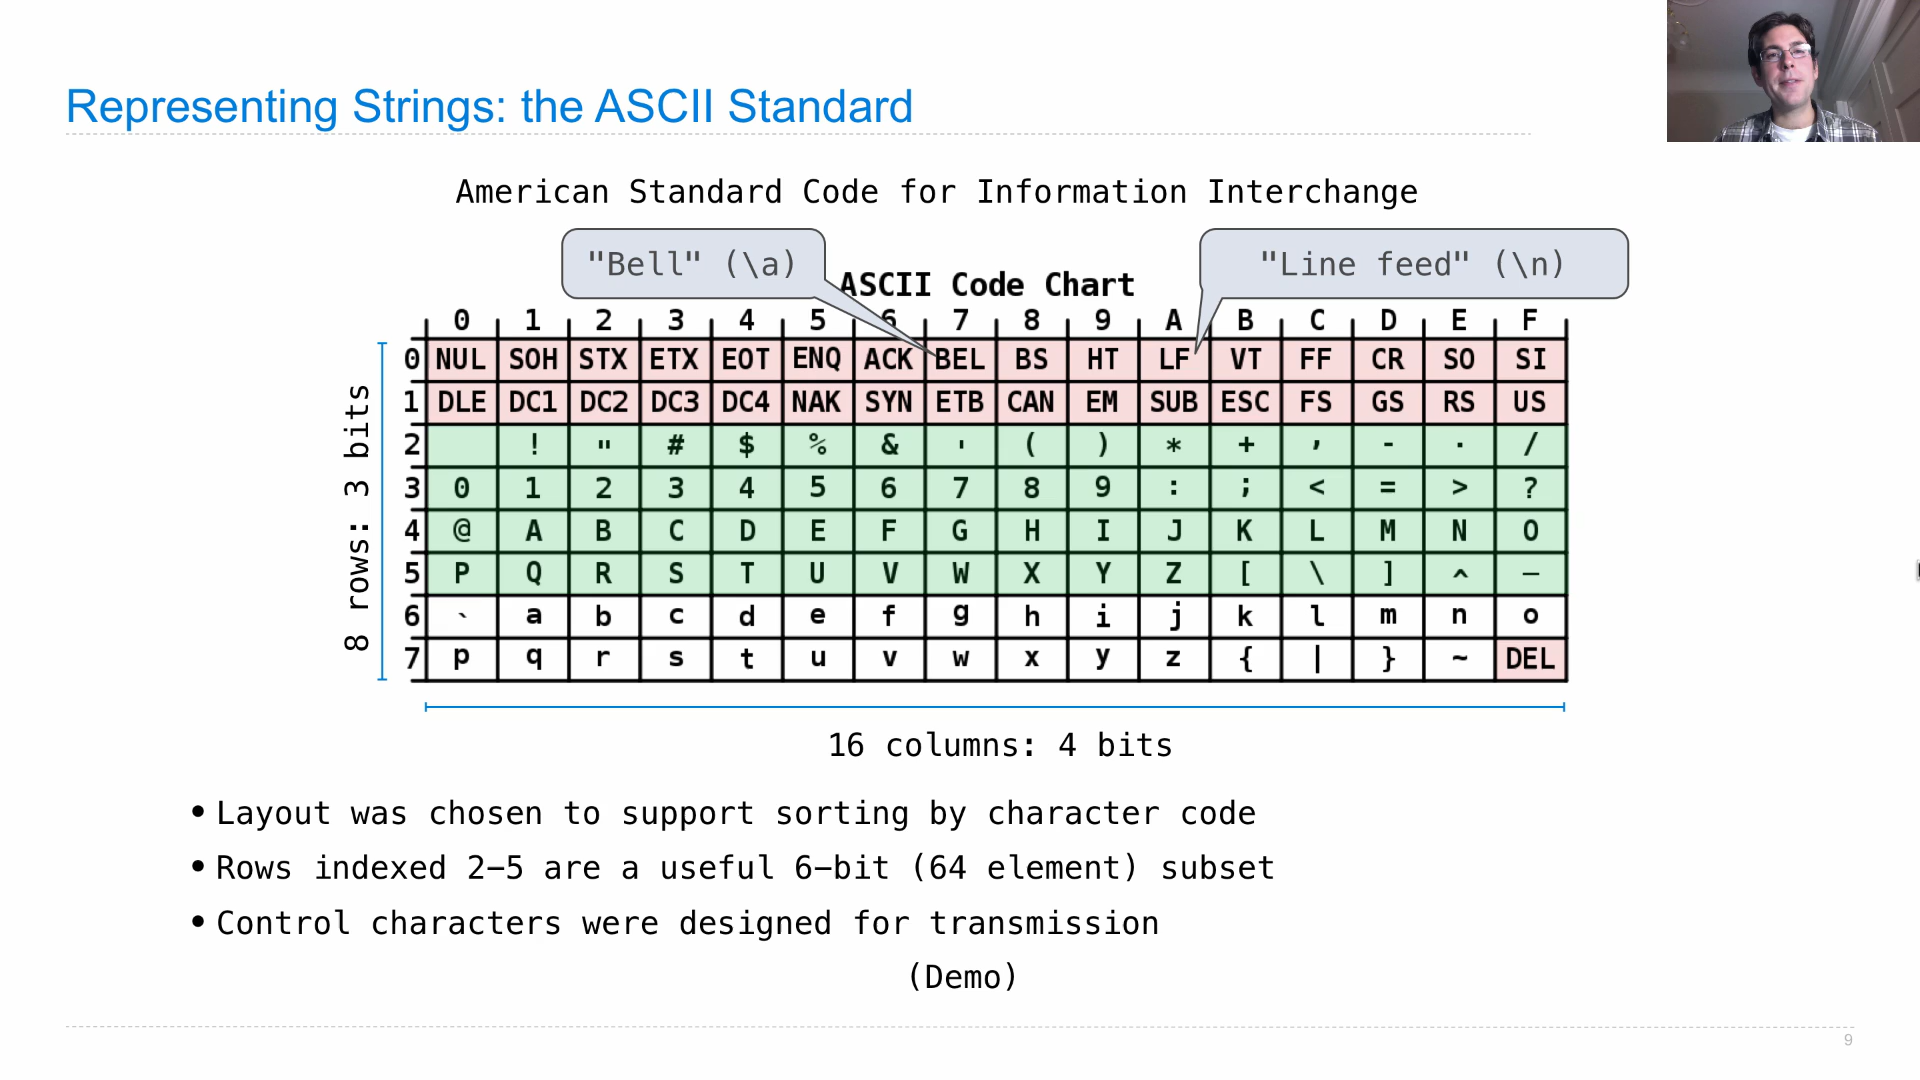 Representing Strings: the ASCII Standard
American Standard Code for Information Interchange
"Bell" (\a)
"Line feed" (\n)
ASCII Code Chart
0 1 2 3 4 5 6 7 8 9 A B C D E F
0 NUL SOH STX ETX EOT ENQ ACK BEL BS HT LF VT FF CR SO SI
1 DLE DC1 DC2 DC3 DC4 NAK SYN ETB CAN EM SUB ESC FS GS RS US
2 ! " # $ % & ' ( ) * + , - . /
3 0 1 2 3 4 5 6 7 8 9 : ; < = > ?
4 @ A B C D E F G H I J K L M N O
5 P Q R S T U V W X Y Z [ \ ] ^ _
6 ` a b c d e f g h i j k l m n o
7 p q r s t u v w x y z { | } ~ DEL
8 rows: 3 bits
16 columns: 4 bits
• Layout was chosen to support sorting by character code
• Rows indexed 2−5 are a useful 6−bit (64 element) subset
• Control characters were designed for transmission
(Demo)
9